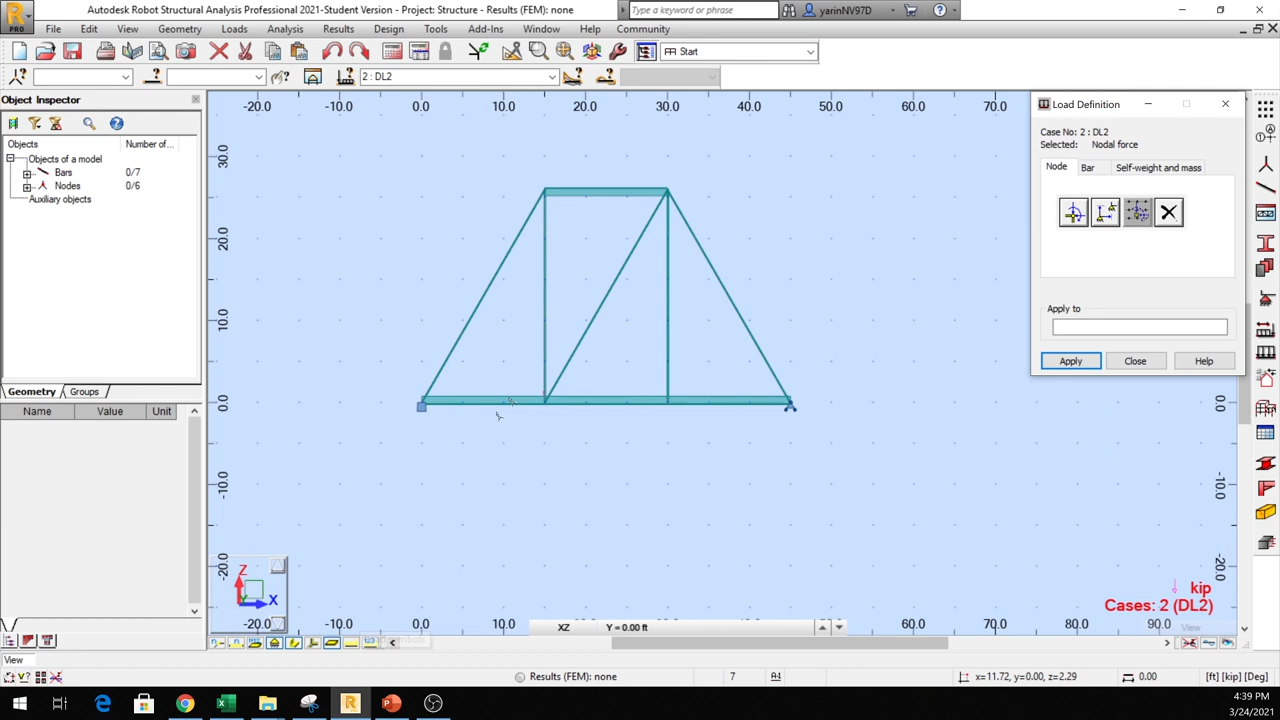 Autodesk Robot Structural Analysis Professional 2021-Student Version - Project: Structure - Results (FEM): none
Type a keyword or phrase
yarinNV97D
PRO
File Edit View Geometry Loads Analysis Results Design Tools Add-Ins Window Help Community
Start
2 : DL2
Object Inspector
Objects Number of...
Objects of a model
Bars 0/7
Nodes 0/6
Auxiliary objects
Geometry Groups
Name Value Unit
-20.0 -10.0 0.0 10.0 20.0 30.0 40.0 50.0 60.0 70.0
30.0
20.0
10.0
0.0
-10.0
-20.0
Load Definition
Case No: 2 : DL2
Selected: Nodal force
Node Bar Self-weight and mass
Apply to
Apply Close Help
0.0
-10.0
-20.0
Z
X
kip
Cases: 2 (DL2)
-20.0 -10.0 0.0 10.0 XZ Y = 0.00 ft 60.0 70.0 80.0 90.0
View
View
Results (FEM): none 7 x=11.72, y=0.00, z=2.29 0.00 [ft] [kip] [Deg]
4:39 PM
3/24/2021